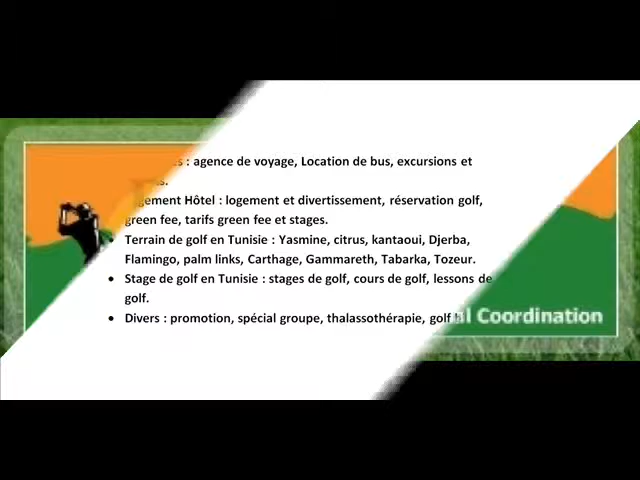 : agence de voyage, Location de bus, excursions et
Hôtel : logement et divertissement, réservation golf,
green fee, tarifs green fee et stages.
• Terrain de golf en Tunisie : Yasmine, citrus, kantaoui, Djerba,
Flamingo, palm links, Carthage, Gammareth, Tabarka, Tozeur.
• Stage de golf en Tunisie : stages de golf, cours de golf, lessons de
golf.
• Divers : promotion, spécial groupe, thalassothérapie, golf
Coordination